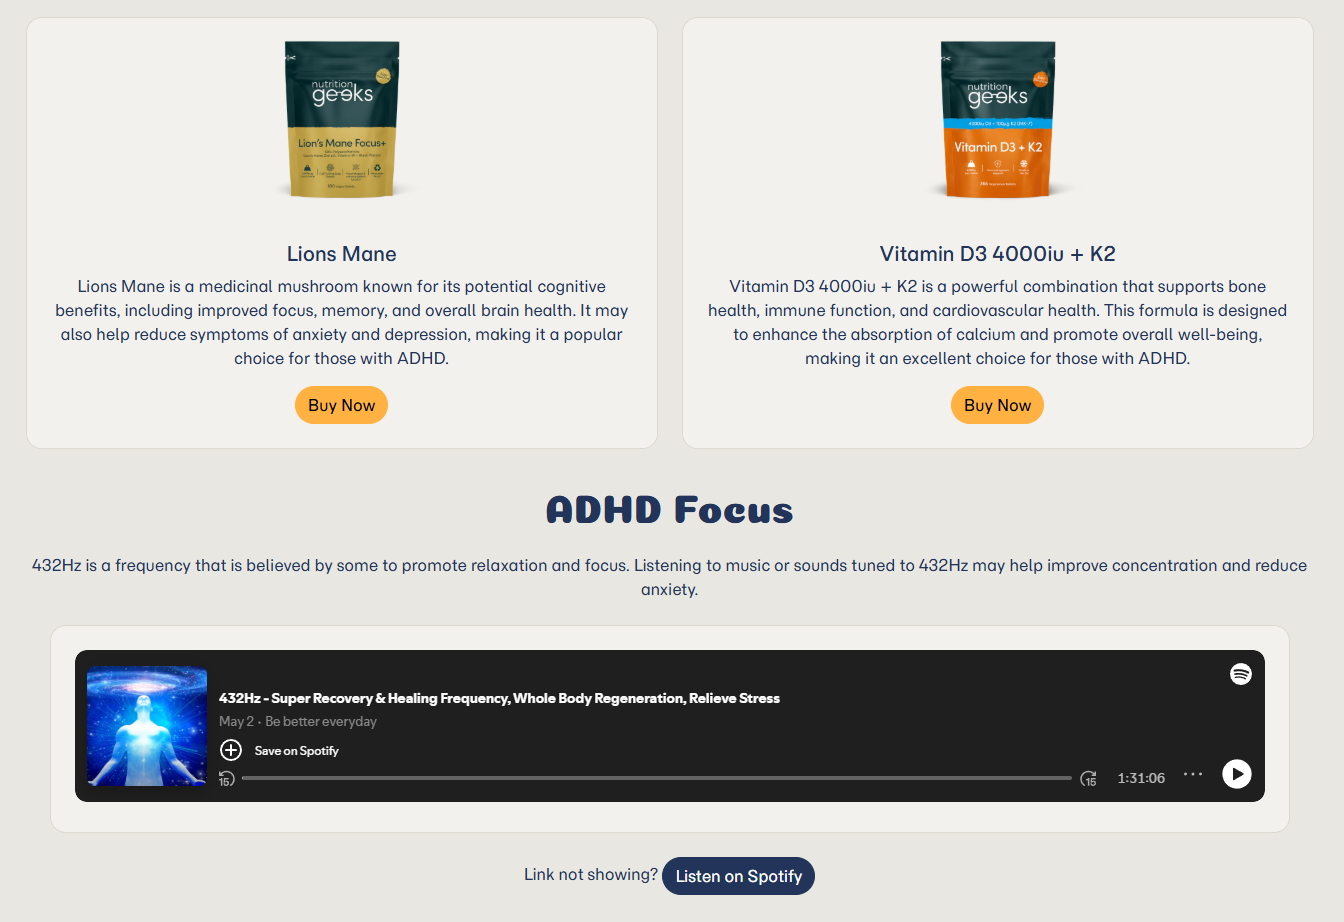 nutrition
geeks
Lion's Mane Focus+
Lions Mane
Lions Mane is a medicinal mushroom known for its potential cognitive
benefits, including improved focus, memory, and overall brain health. It may
also help reduce symptoms of anxiety and depression, making it a popular
choice for those with ADHD.
Buy Now
nutrition
geeks
4000iu D3 + 100μg K2 (MK-7)
Vitamin D3 + K2
Vitamin D3 4000iu + K2
Vitamin D3 4000iu + K2 is a powerful combination that supports bone
health, immune function, and cardiovascular health. This formula is designed
to enhance the absorption of calcium and promote overall well-being,
making it an excellent choice for those with ADHD.
Buy Now
ADHD Focus
432Hz is a frequency that is believed by some to promote relaxation and focus. Listening to music or sounds tuned to 432Hz may help improve concentration and reduce
anxiety.
432Hz - Super Recovery & Healing Frequency, Whole Body Regeneration, Relieve Stress
May 2 · Be better everyday
Save on Spotify
15
15
1:31:06
Link not showing? Listen on Spotify